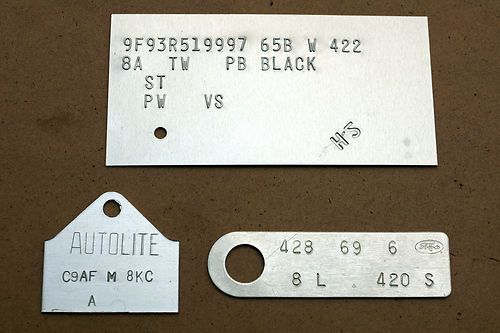 9F93R519997 65B W 422
8A TW PB BLACK
ST
PW VS
H-S
AUTOLITE
C9AF M 8KC
A
428 69 6 Ford
8 L 420 S